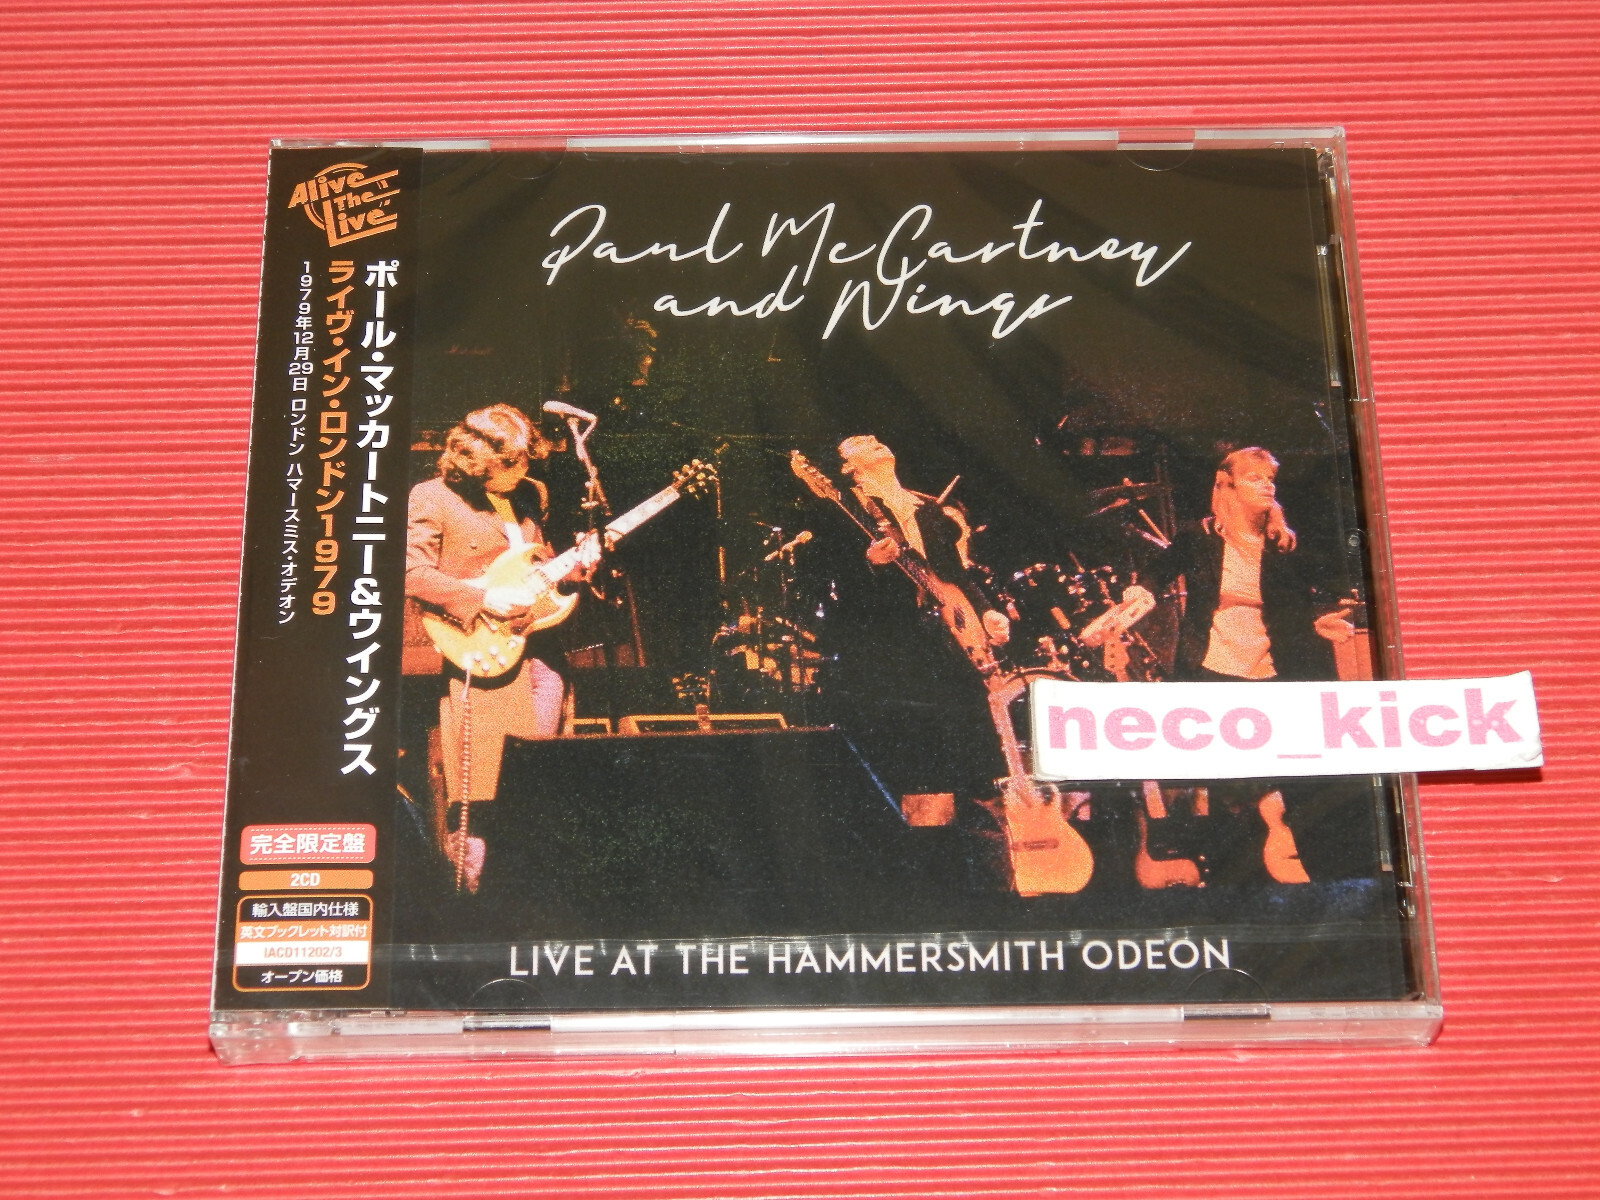 Alive
The
Live
ポール・マッカートニー&ウイングス
ライヴ・イン・ロンドン1979
1979年12月29日 ロンドン ハマースミス・オデオン
完全限定盤
2CD
輸入盤国内仕様
英文ブックレット対訳付
IACD11202/3
オープン価格
Paul McCartney
and Wings
neco_kick
LIVE AT THE HAMMERSMITH ODEON